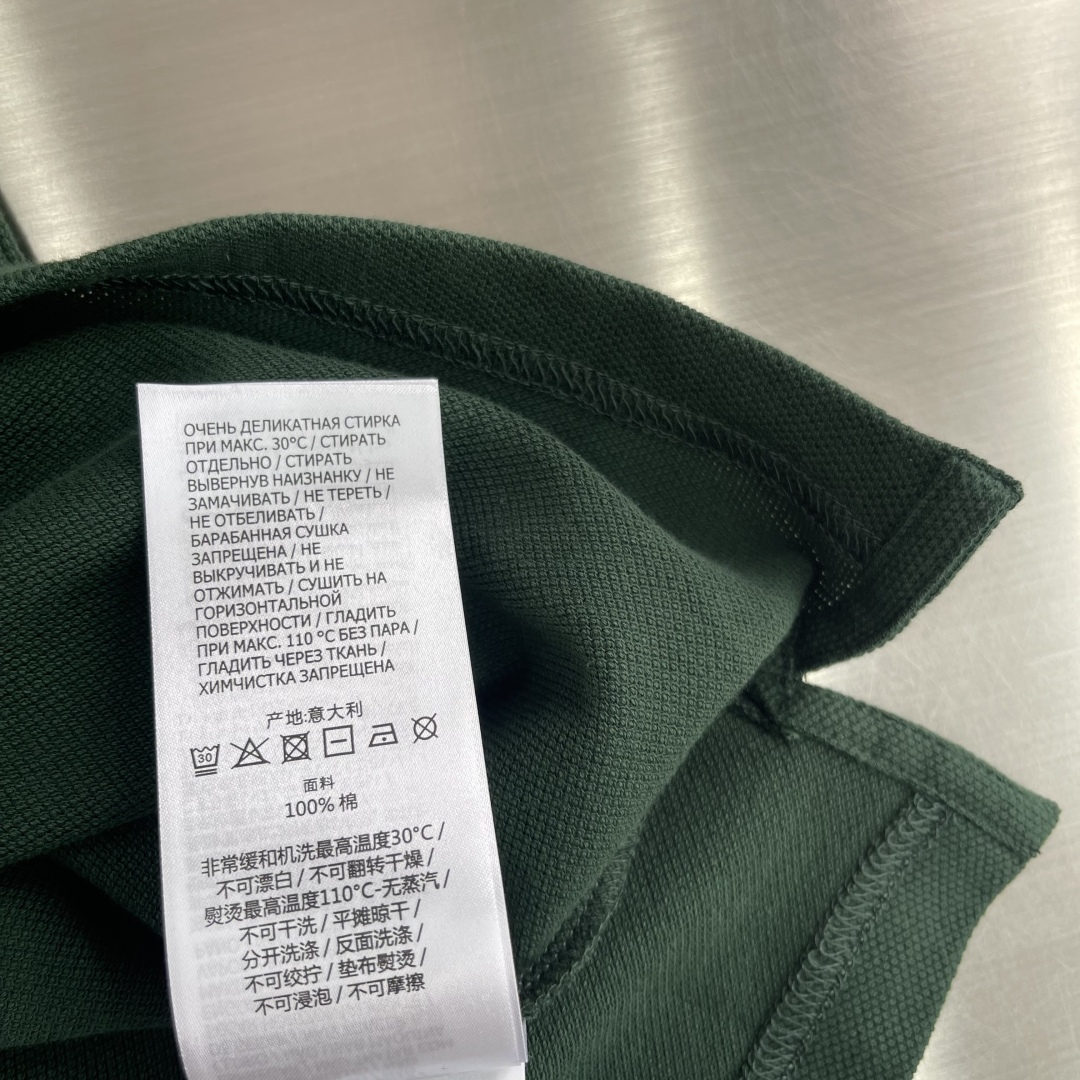 ОЧЕНЬ ДЕЛИКАТНАЯ СТИРКА
ПРИ МАКС. 30°C / СТИРАТЬ
ОТДЕЛЬНО / СТИРАТЬ
ВЫВЕРНУВ НАИЗНАНКУ / НЕ
ЗАМАЧИВАТЬ / НЕ ТЕРЕТЬ /
НЕ ОТБЕЛИВАТЬ /
БАРАБАННАЯ СУШКА
ЗАПРЕЩЕНА / НЕ
ВЫКРУЧИВАТЬ И НЕ
ОТЖИМАТЬ / СУШИТЬ НА
ГОРИЗОНТАЛЬНОЙ
ПОВЕРХНОСТИ / ГЛАДИТЬ
ПРИ МАКС. 110 °C БЕЗ ПАРА /
ГЛАДИТЬ ЧЕРЕЗ ТКАНЬ /
ХИМЧИСТКА ЗАПРЕЩЕНА
产地:意大利
30
面料
100% 棉
非常缓和机洗最高温度30°C /
不可漂白 / 不可翻转干燥 /
熨烫最高温度110°C-无蒸汽 /
不可干洗 / 平摊晾干 /
分开洗涤 / 反面洗涤 /
不可绞拧 / 垫布熨烫 /
不可浸泡 / 不可摩擦